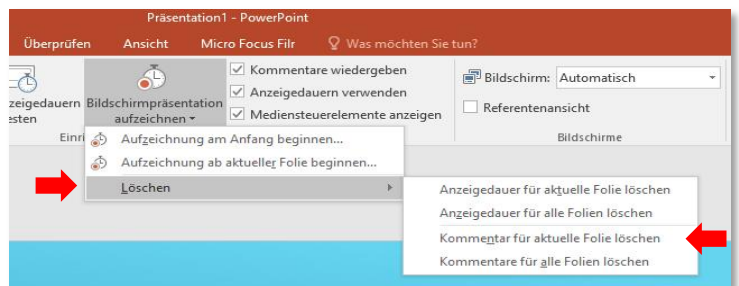 Präsentation1 - PowerPoint
Überprüfen Ansicht Micro Focus Filr Was möchten Sie tun?
zeigedauern
esten
Bildschirmpräsentation
aufzeichnen
Kommentare wiedergeben
Anzeigedauern verwenden
Mediensteuerelemente anzeigen
Bildschirm: Automatisch
Referentenansicht
Einri
Bildschirme
Aufzeichnung am Anfang beginnen...
Aufzeichnung ab aktueller Folie beginnen...
Löschen
Anzeigedauer für aktuelle Folie löschen
Anzeigedauer für alle Folien löschen
Kommentar für aktuelle Folie löschen
Kommentare für alle Folien löschen